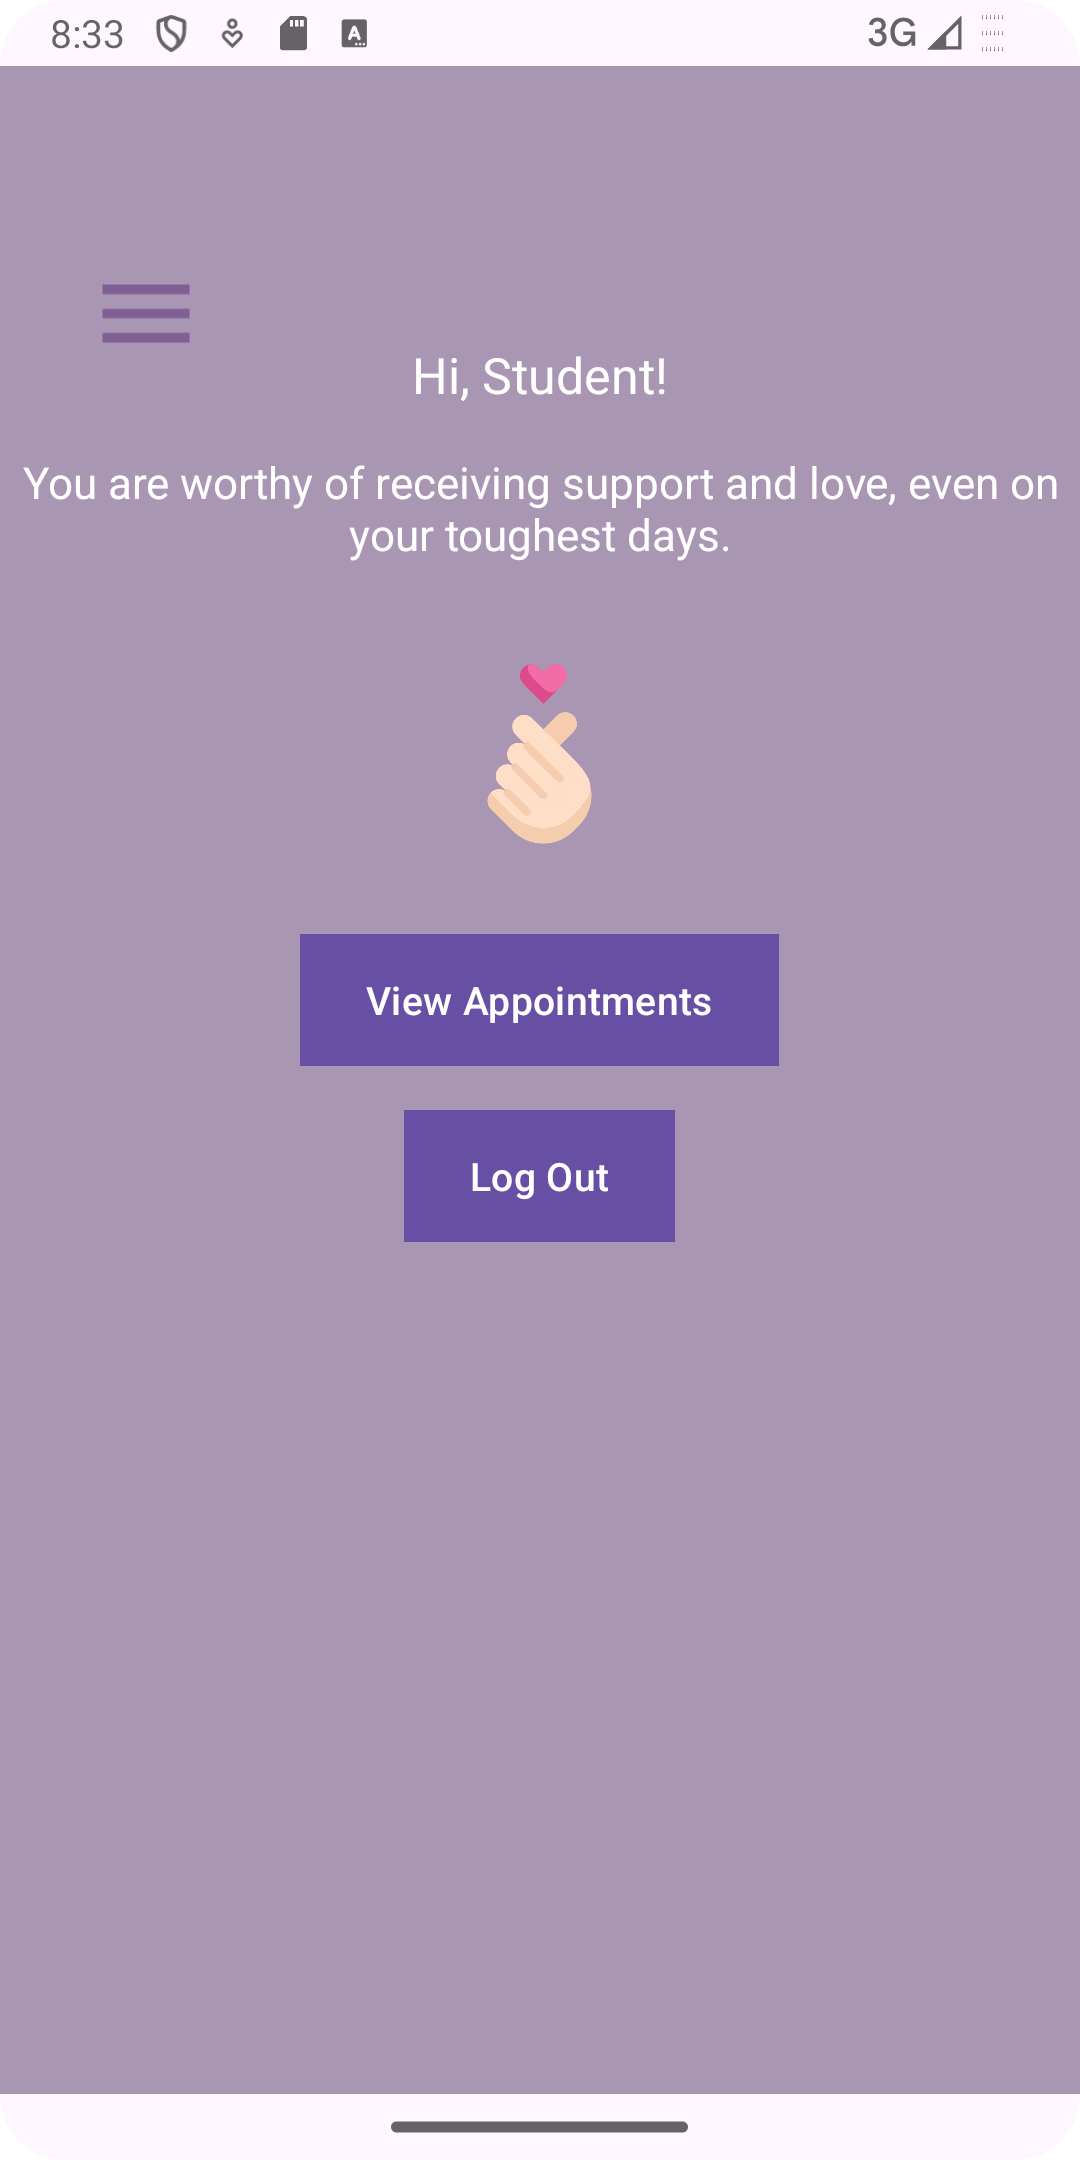 8:33
3G
Hi, Student!
You are worthy of receiving support and love, even on
your toughest days.
View Appointments
Log Out